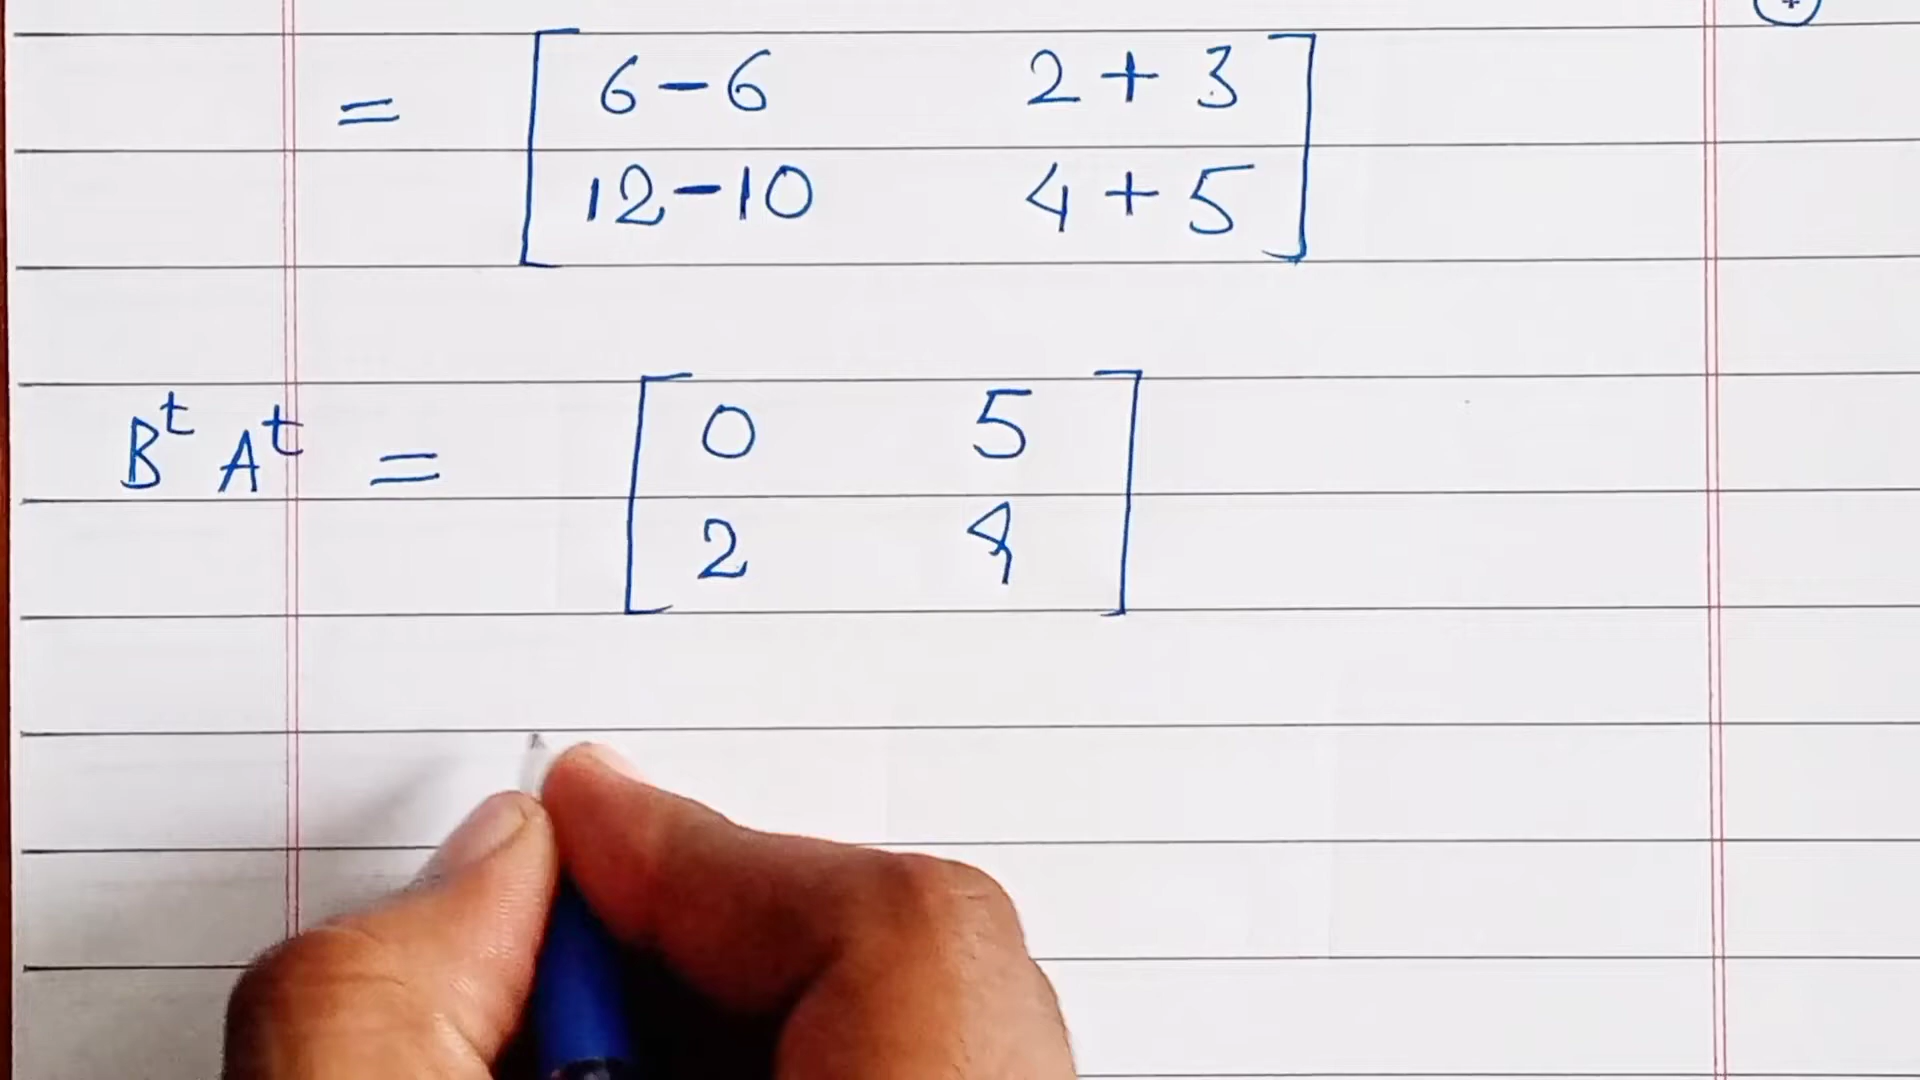 = [ 6-6 2+3
12-10 4+5 ]
B^t A^t = [ 0 5
2 9 ]